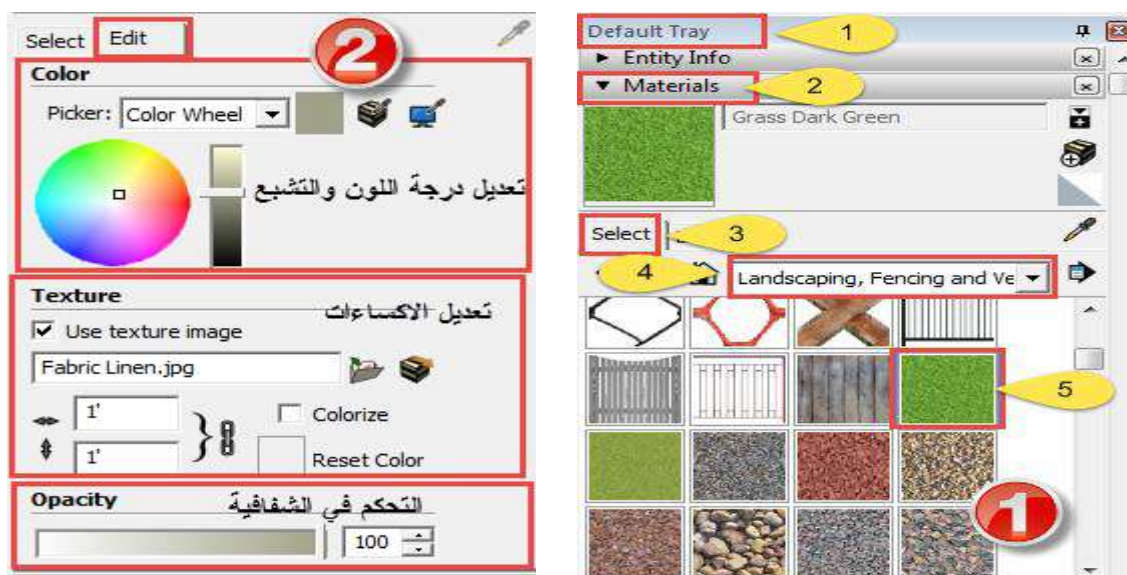 Select Edit
2
Color
Picker: Color Wheel
تعديل درجة اللون والتشبع
Texture
تعديل الاكساءات
Use texture image
Fabric Linen.jpg
1'
Colorize
1'
Reset Color
Opacity
التحكم في الشفافية
100
Default Tray
1
Entity Info
Materials
2
Grass Dark Green
Select
3
4
Landscaping, Fencing and Ve
5
1